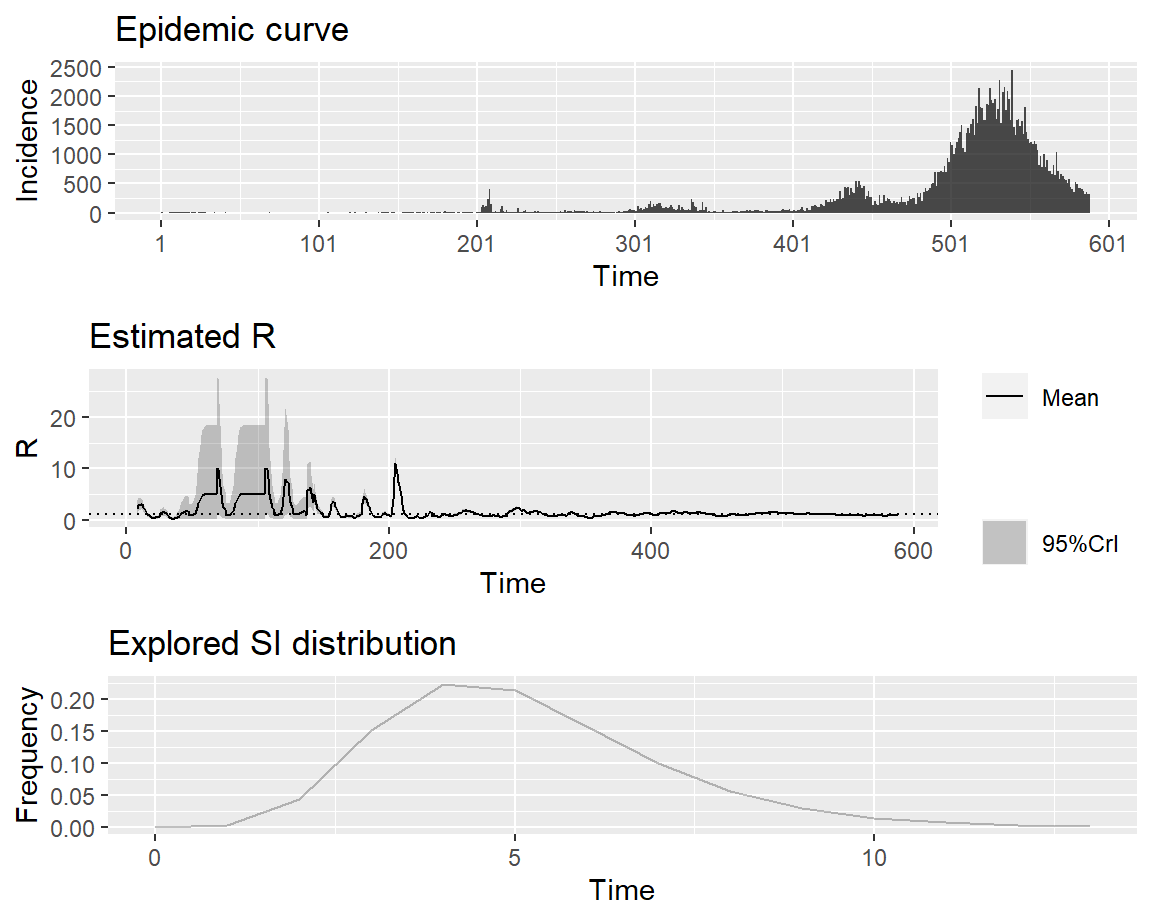 Epidemic curve
2500
2000
1500
1000
500
0
Incidence
1 101 201 301 401 501 601
Time
Estimated R
20
10
0
R
0 200 400 600
Time
Mean
95%CrI
Explored SI distribution
0.20
0.15
0.10
0.05
0.00
Frequency
0 5 10
Time